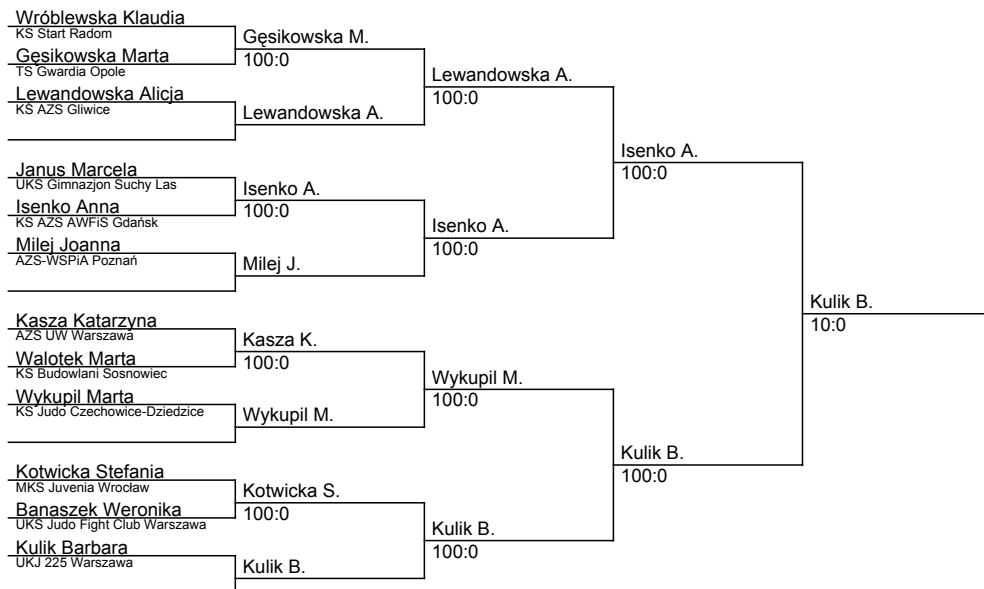 Wróblewska Klaudia
KS Start Radom
Gęsikowska Marta
TS Gwardia Opole
Lewandowska Alicja
KS AZS Gliwice
Janus Marcela
UKS Gimnazjon Suchy Las
Isenko Anna
KS AZS AWFiS Gdańsk
Milej Joanna
AZS-WSPiA Poznań
Kasza Katarzyna
AZS UW Warszawa
Walotek Marta
KS Budowlani Sosnowiec
Wykupil Marta
KS Judo Czechowice-Dziedzice
Kotwicka Stefania
MKS Juvenia Wrocław
Banaszek Weronika
UKS Judo Fight Club Warszawa
Kulik Barbara
UKJ 225 Warszawa
Gęsikowska M.
100:0
Lewandowska A.
Isenko A.
100:0
Milej J.
Kasza K.
100:0
Wykupil M.
Kotwicka S.
100:0
Kulik B.
Lewandowska A.
100:0
Isenko A.
100:0
Wykupil M.
100:0
Kulik B.
100:0
Isenko A.
100:0
Kulik B.
100:0
Kulik B.
10:0